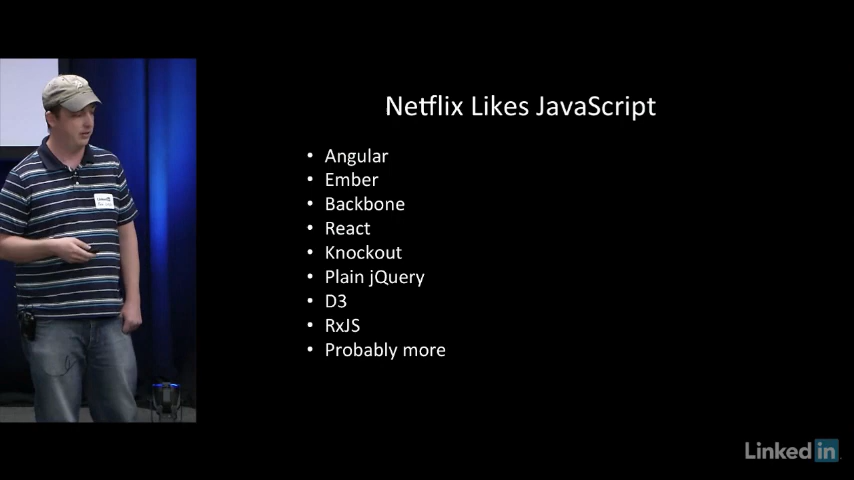 Netflix Likes JavaScript
• Angular
• Ember
• Backbone
• React
• Knockout
• Plain jQuery
• D3
• RxJS
• Probably more
Linked in